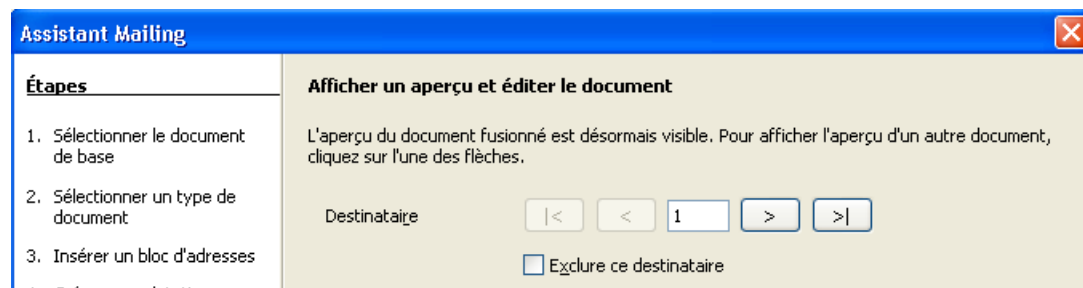 Assistant Mailing
Étapes
1. Sélectionner le document
de base
2. Sélectionner un type de
document
3. Insérer un bloc d'adresses
Afficher un aperçu et éditer le document
L'aperçu du document fusionné est désormais visible. Pour afficher l'aperçu d'un autre document,
cliquez sur l'une des flèches.
Destinataire |< < 1 > >|
Exclure ce destinataire